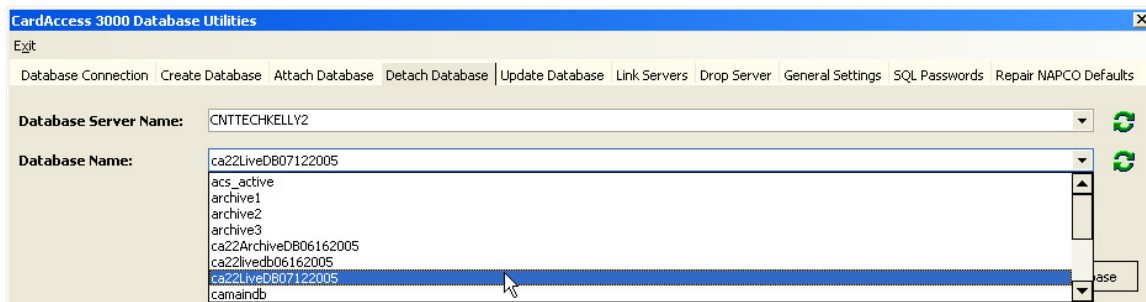 CardAccess 3000 Database Utilities
Exit
Database Connection Create Database Attach Database Detach Database Update Database Link Servers Drop Server General Settings SQL Passwords Repair NAPCO Defaults
Database Server Name: CNTTECHKELLY2
Database Name: ca22LiveDB07122005
acs_active
archive1
archive2
archive3
ca22ArchiveDB06162005
ca22livedb06162005
ca22LiveDB07122005
camaindb